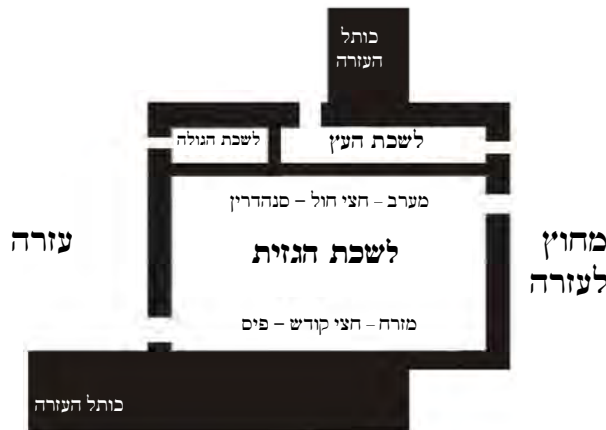 כותל
העזרה
לשכת העץ
לשכת הגולה
מערב – חצי חול – סנהדרין
מחוץ
לעזרה
לשכת הגזית
עזרה
מזרח – חצי קודש – פיס
כותל העזרה